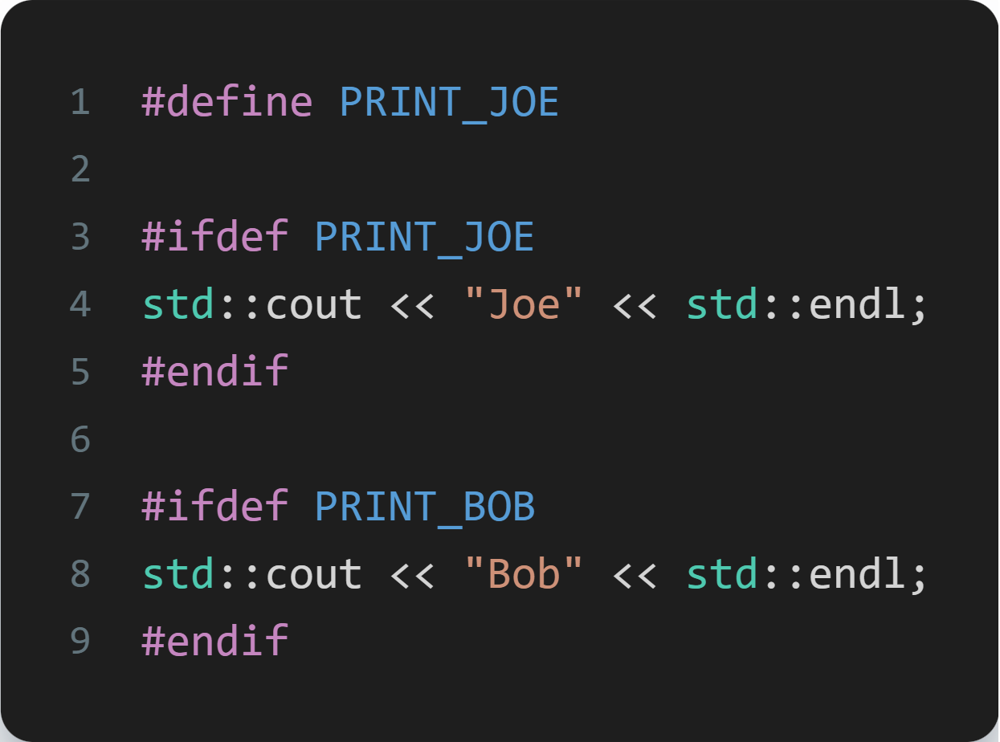 1 #define PRINT_JOE
2
3 #ifdef PRINT_JOE
4 std::cout << "Joe" << std::endl;
5 #endif
6
7 #ifdef PRINT_BOB
8 std::cout << "Bob" << std::endl;
9 #endif